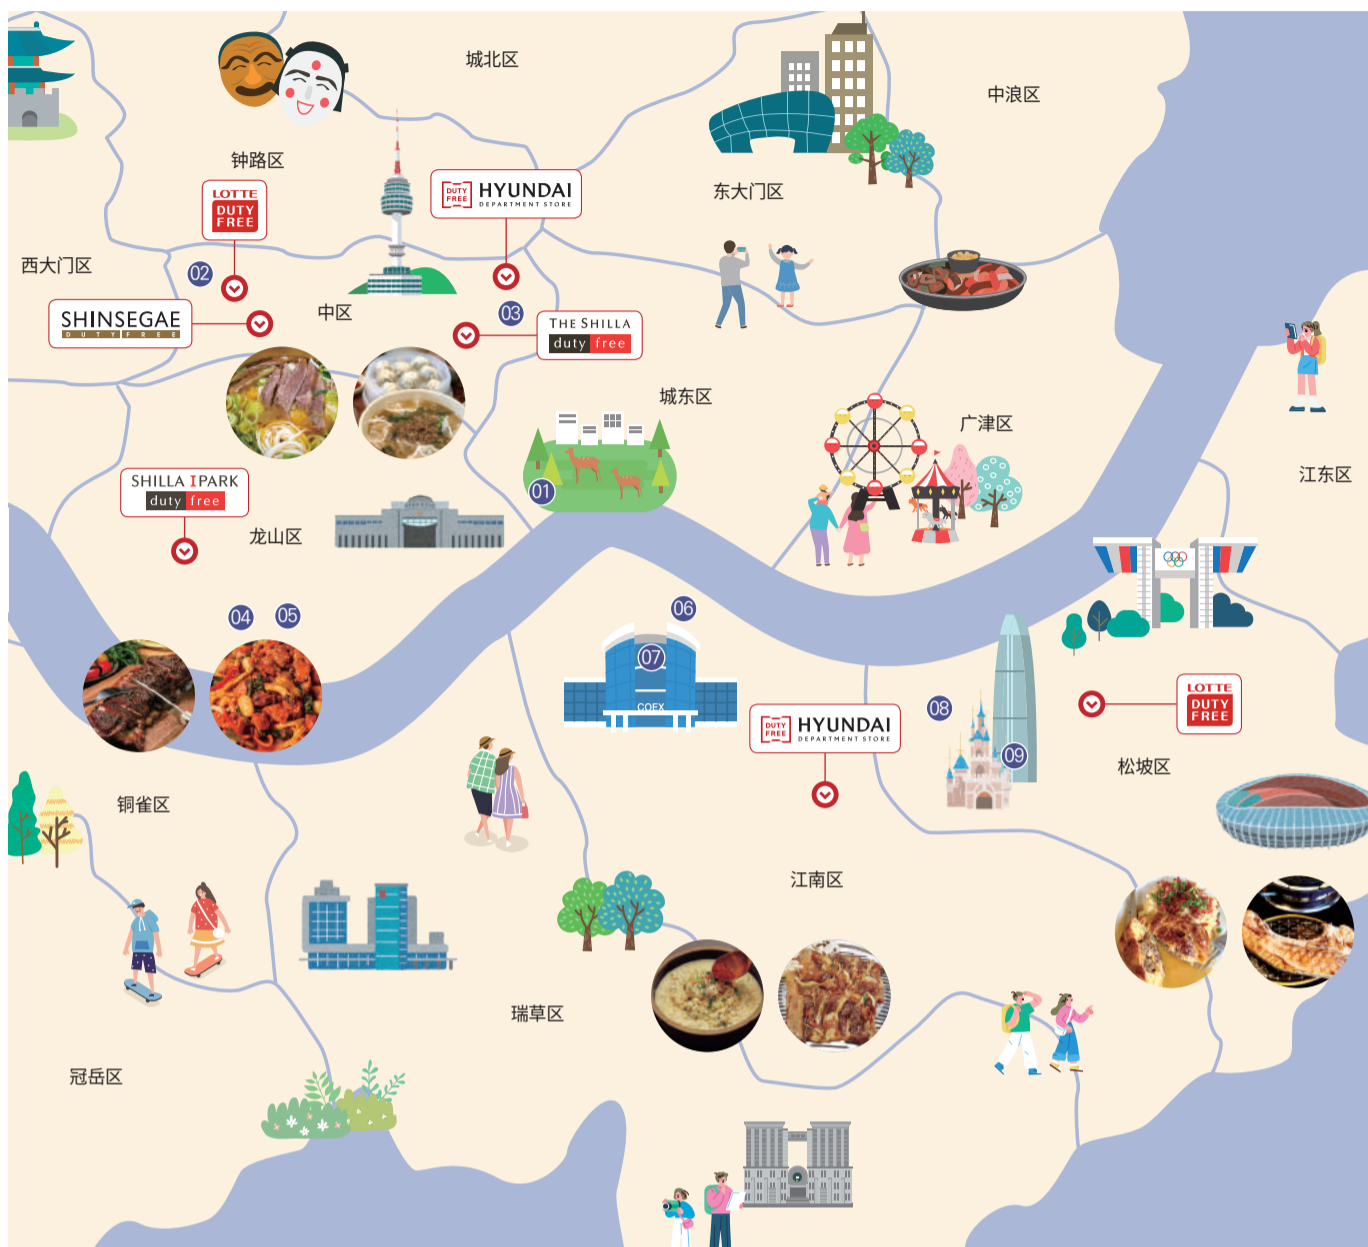 城北区
中浪区
钟路区
LOTTE
DUTY
FREE
DUTY
FREE
HYUNDAI
DEPARTMENT STORE
东大门区
西大门区
02
中区
03
SHINSEGAE
DUTY FREE
THE SHILLA
duty free
城东区
广津区
江东区
SHILLA IPARK
duty free
01
龙山区
04
05
06
07
COEX
08
09
DUTY
FREE
HYUNDAI
DEPARTMENT STORE
LOTTE
DUTY
FREE
松坡区
铜雀区
江南区
瑞草区
冠岳区